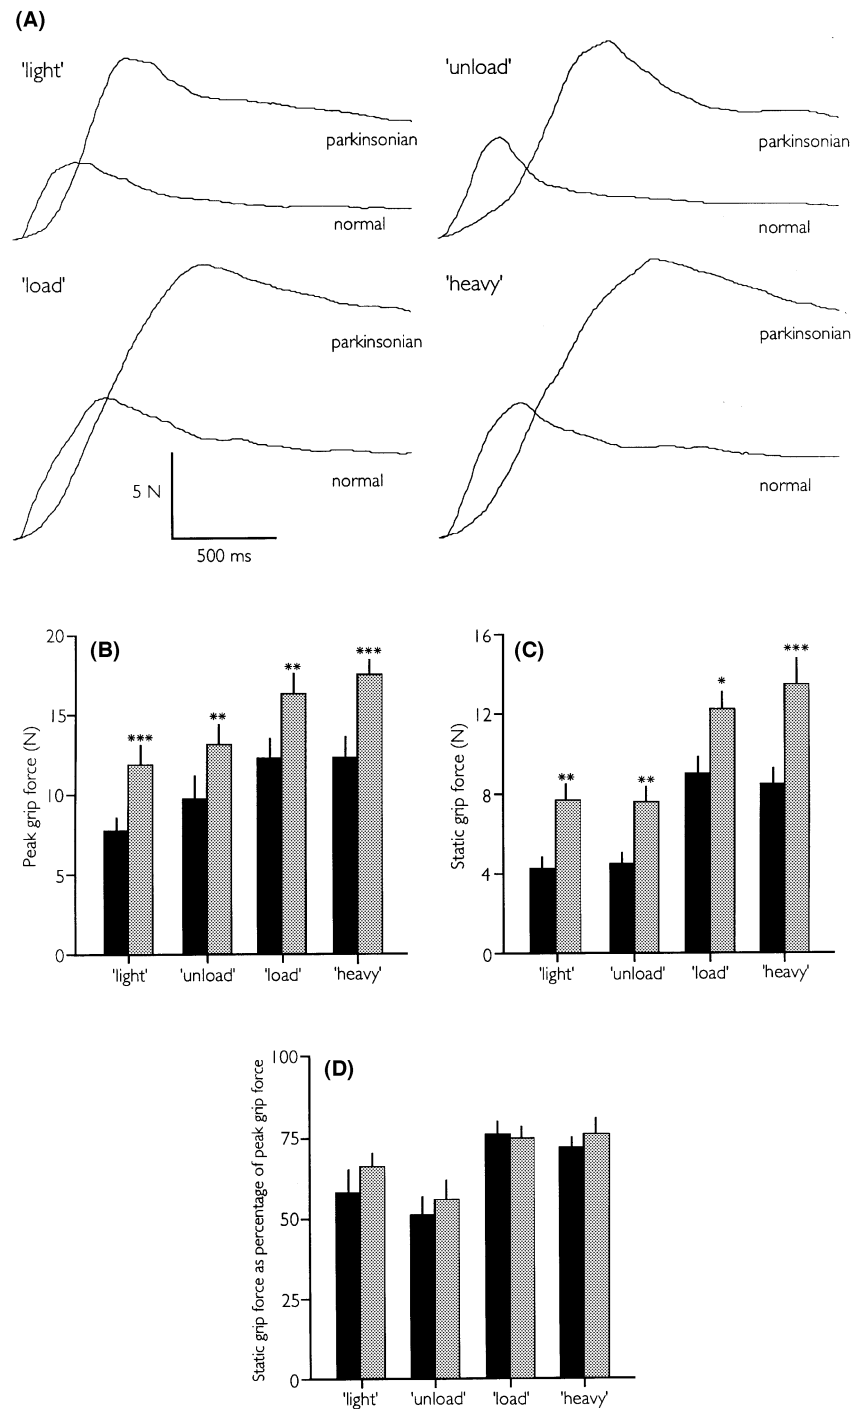 (A)
'light'
parkinsonian
normal
'unload'
parkinsonian
normal
'load'
parkinsonian
normal
5 N
500 ms
'heavy'
parkinsonian
normal
(B)
Peak grip force (N)
20
15
10
5
0
***
**
**
***
'light' 'unload' 'load' 'heavy'
(C)
Static grip force (N)
16
12
8
4
0
**
**
*
***
'light' 'unload' 'load' 'heavy'
(D)
Static grip force as percentage of peak grip force
100
75
50
25
0
'light' 'unload' 'load' 'heavy'